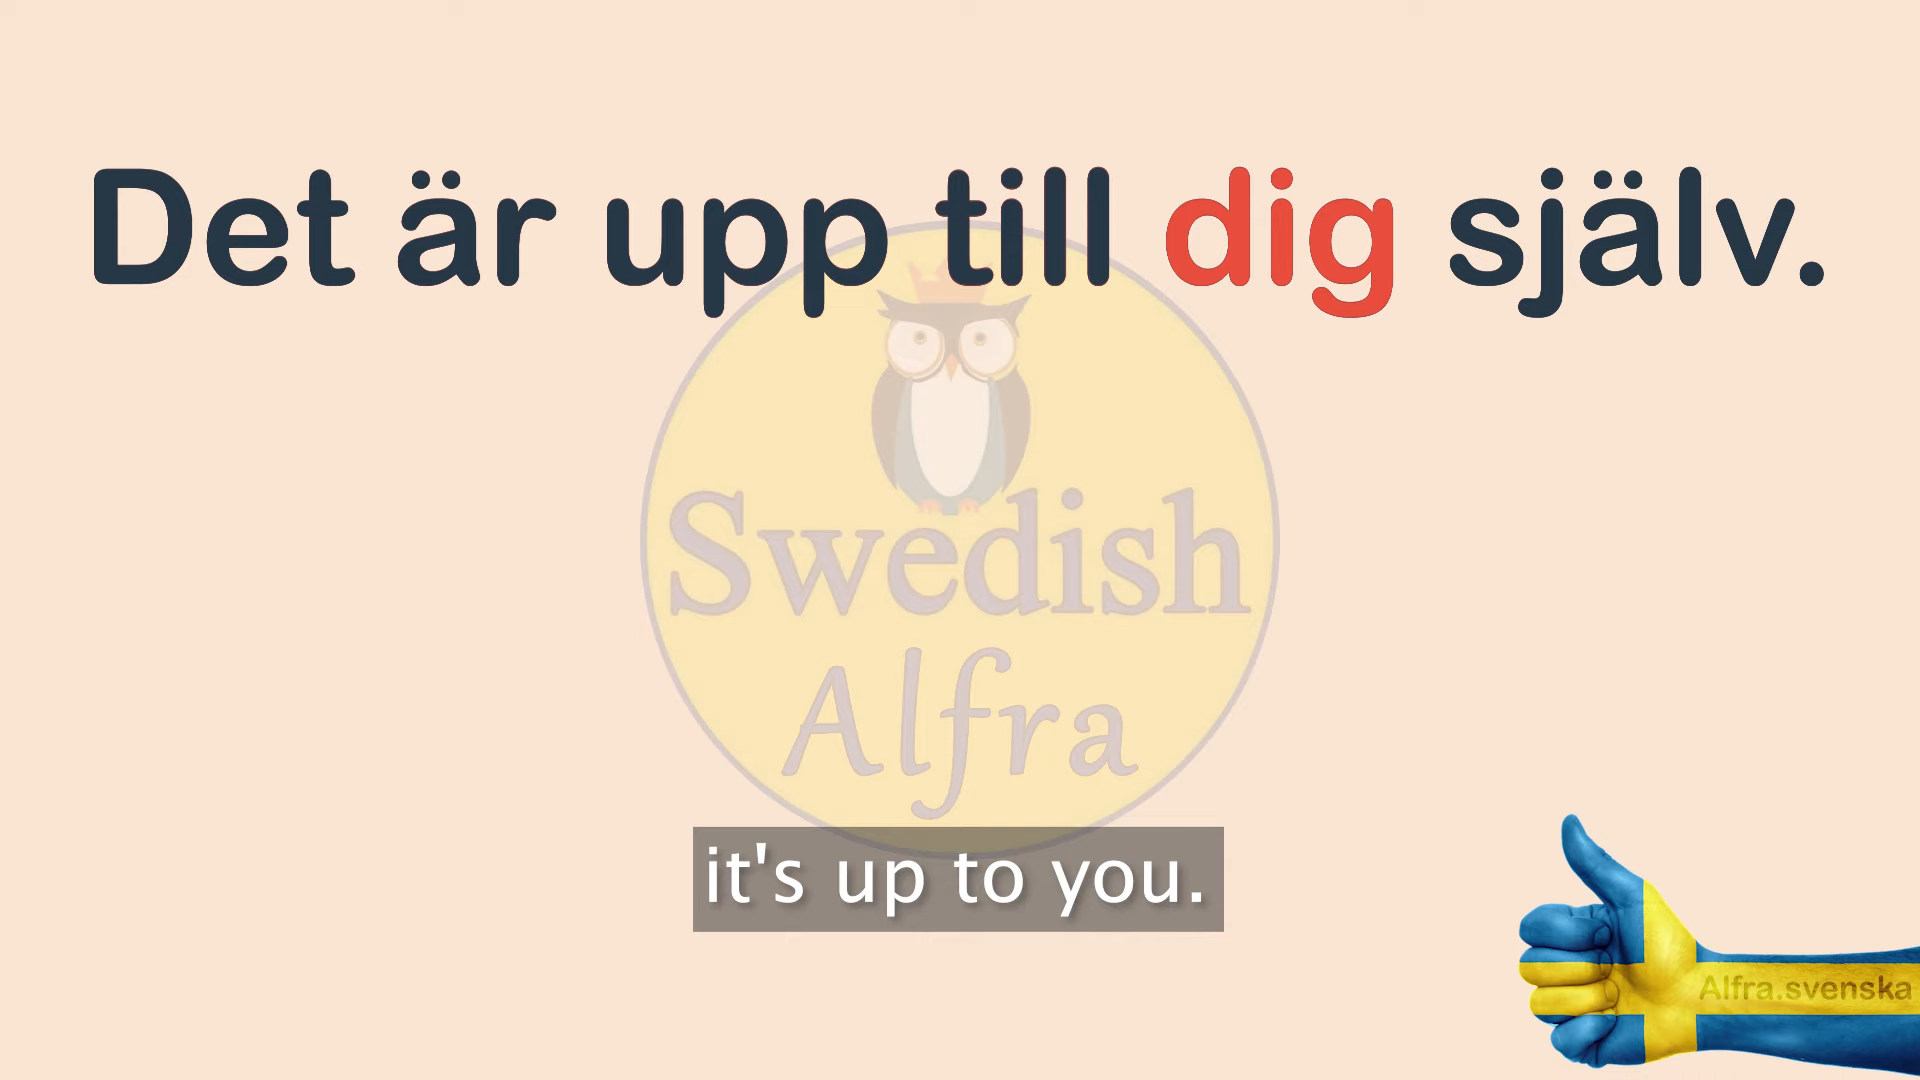 Det är upp till dig själv.
Swedish
Alfra
it's up to you.
Alfra.svenska